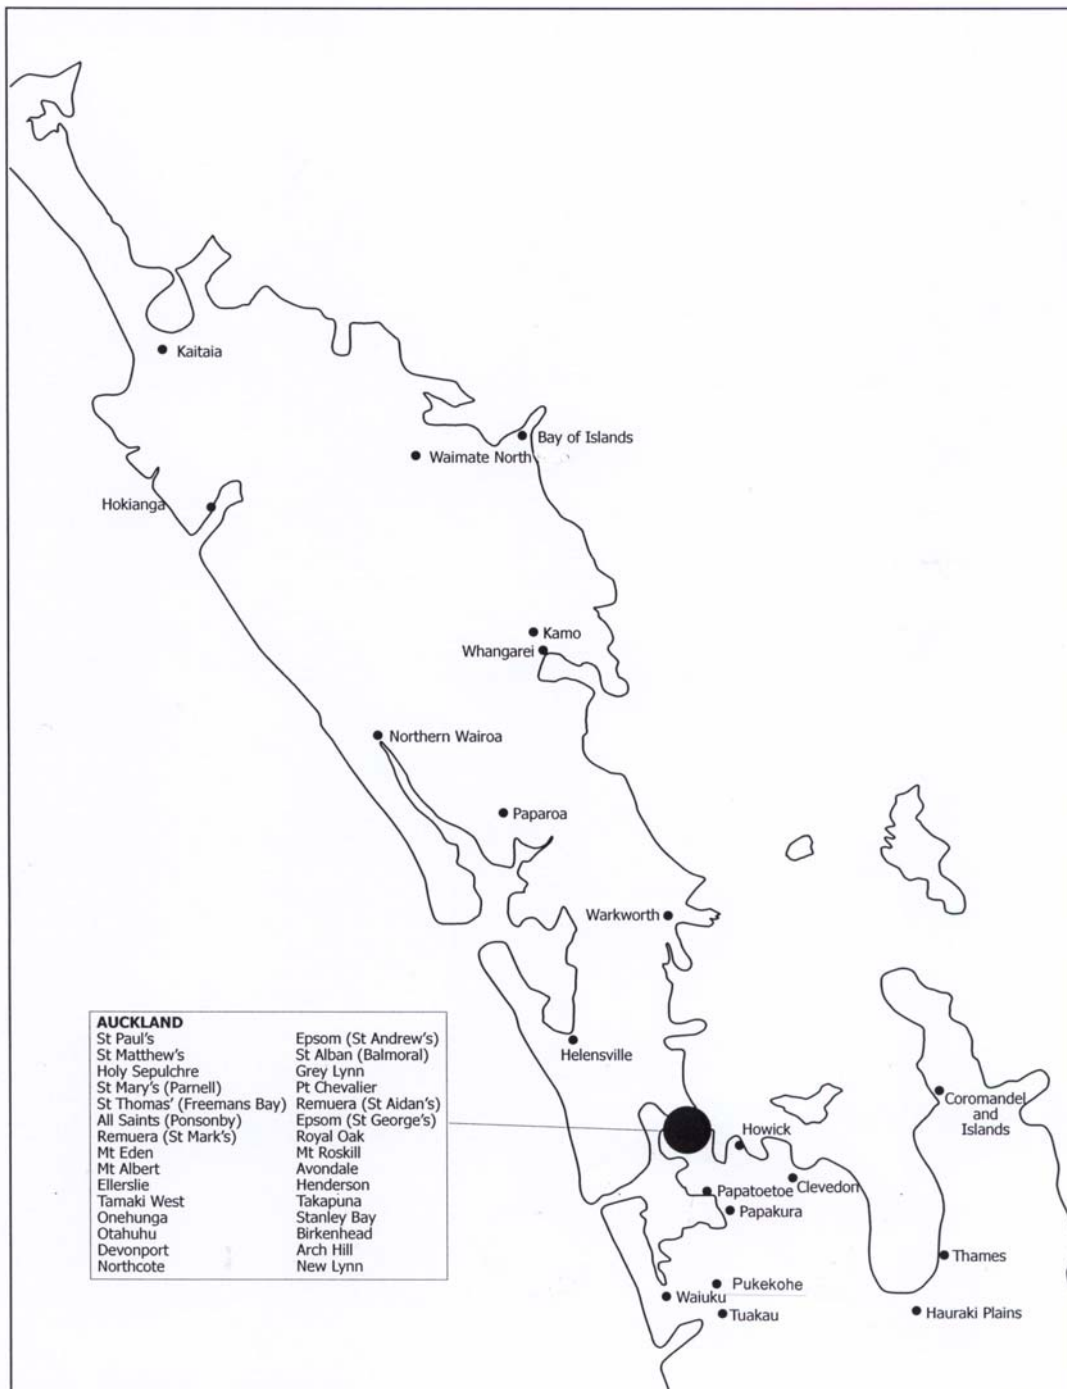 Kaitaia
Bay of Islands
Waimate North
Hokianga
Kamo
Whangarei
Northern Wairoa
Paparoa
Warkworth
AUCKLAND
St Paul's
St Matthew's
Holy Sepulchre
St Mary's (Parnell)
St Thomas' (Freemans Bay)
All Saints (Ponsonby)
Remuera (St Mark's)
Mt Eden
Mt Albert
Ellerslie
Tamaki West
Onehunga
Otahuhu
Devonport
Northcote
Epsom (St Andrew's)
St Alban (Balmoral)
Grey Lynn
Pt Chevalier
Remuera (St Aidan's)
Epsom (St George's)
Royal Oak
Mt Roskill
Avondale
Henderson
Takapuna
Stanley Bay
Birkenhead
Arch Hill
New Lynn
Helensville
Coromandel
and
Islands
Howick
Papatoetoe
Clevedon
Papakura
Thames
Pukekohe
Waiuku
Tuakau
Hauraki Plains